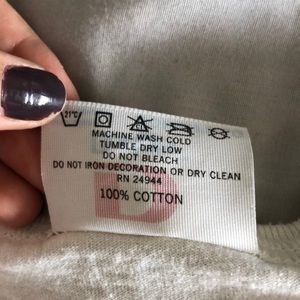 21°C
MACHINE WASH COLD
TUMBLE DRY LOW
DO NOT BLEACH
DO NOT IRON DECORATION OR DRY CLEAN
RN 24944
100% COTTON